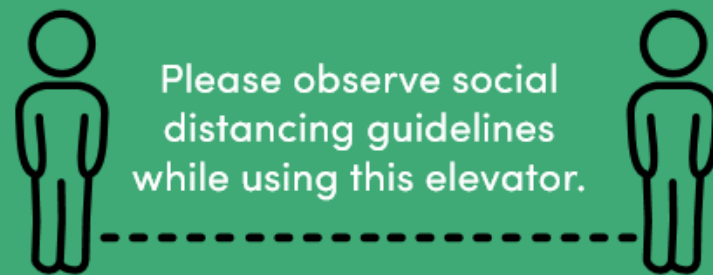 Please observe social
distancing guidelines
while using this elevator.